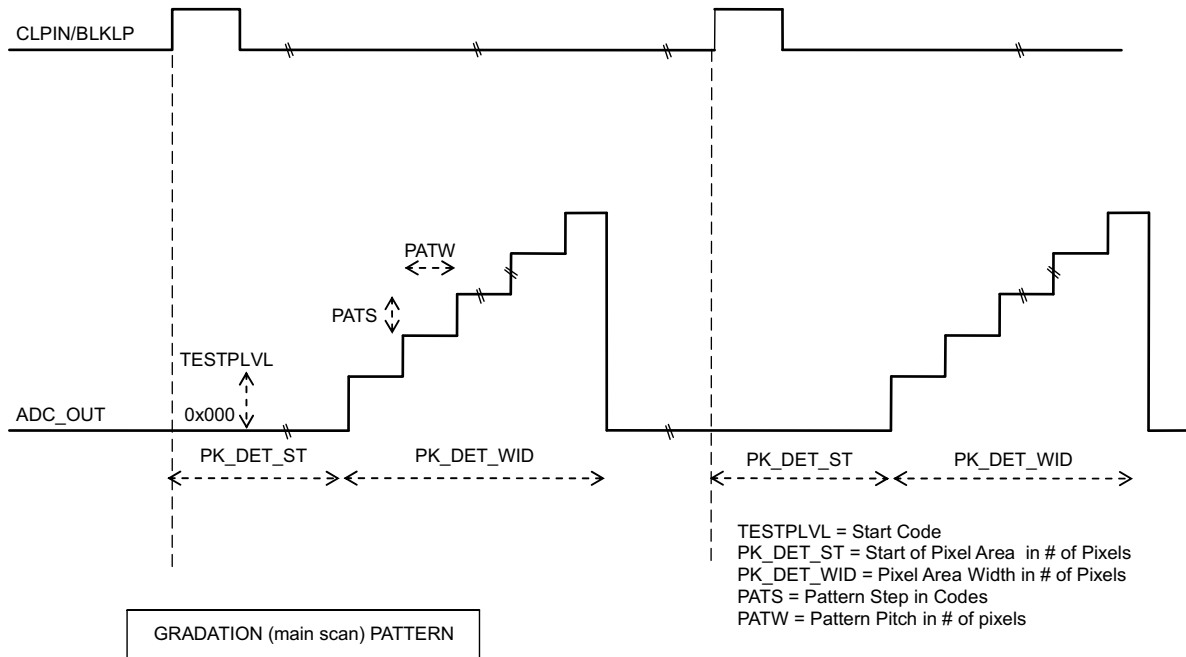 CLPIN/BLKLP
PATW
PATS
TESTPLVL
ADC_OUT
0x000
PK_DET_ST
PK_DET_WID
PK_DET_ST
PK_DET_WID
TESTPLVL = Start Code
PK_DET_ST = Start of Pixel Area in # of Pixels
PK_DET_WID = Pixel Area Width in # of Pixels
PATS = Pattern Step in Codes
PATW = Pattern Pitch in # of pixels
GRADATION (main scan) PATTERN